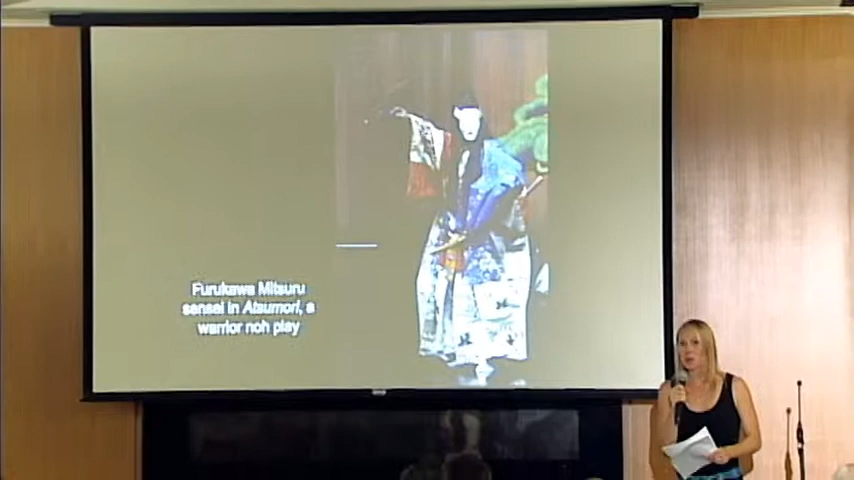 Furukawa Mitsuru
sensei in Atsumori, a
warrior noh play